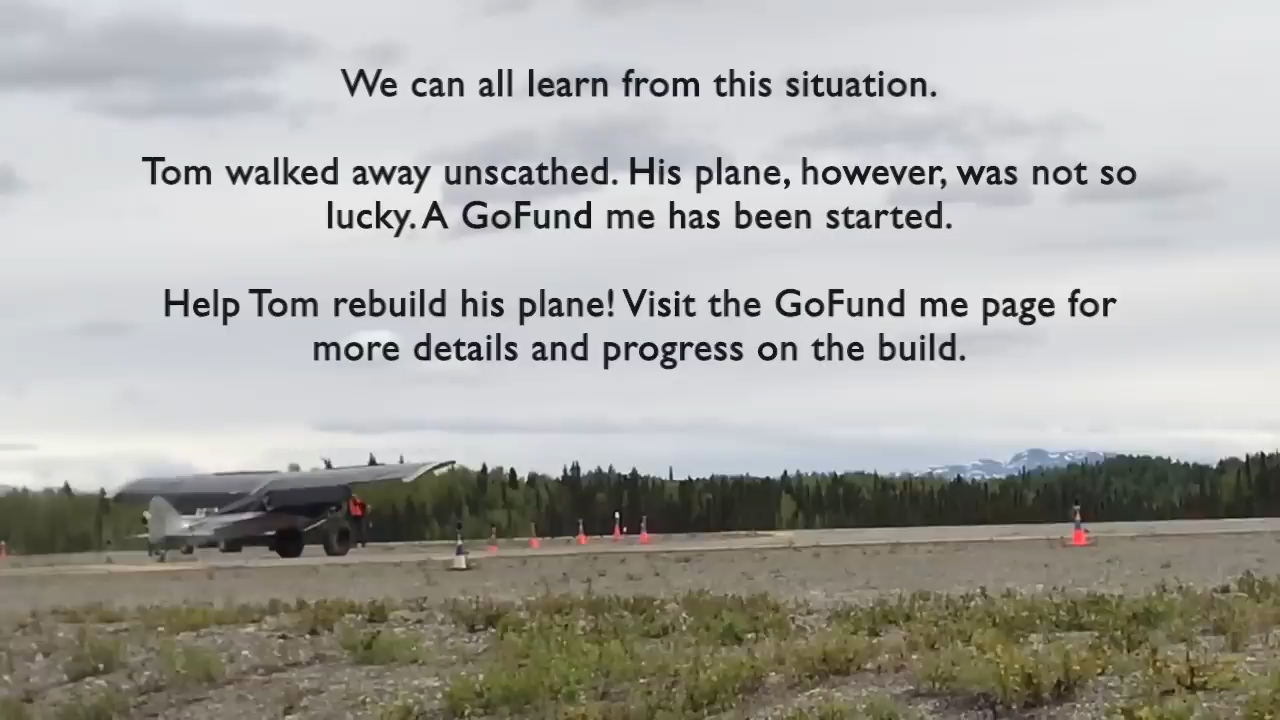 We can all learn from this situation.
Tom walked away unscathed. His plane, however, was not so
lucky. A GoFund me has been started.
Help Tom rebuild his plane! Visit the GoFund me page for
more details and progress on the build.